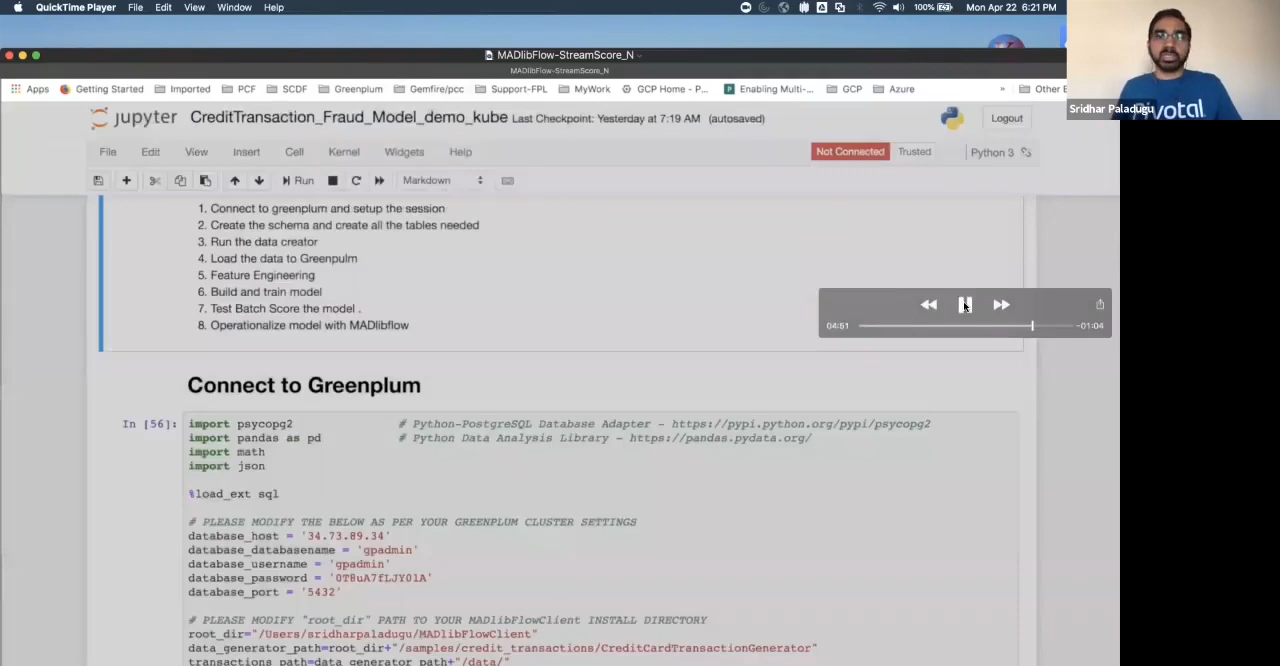 QuickTime Player File Edit View Window Help 100% Mon Apr 22 6:21 PM
MADlibFlow-StreamScore_N
MADlibFlow-StreamScore_N
Apps Getting Started Imported PCF SCDF Greenplum Gemfire/pcc Support-FPL MyWork GCP Home - P... Enabling Multi-... GCP Azure » Other B
Sridhar Paladugu
Pivotal
jupyter CreditTransaction_Fraud_Model_demo_kube Last Checkpoint: Yesterday at 7:19 AM (autosaved) Logout
File Edit View Insert Cell Kernel Widgets Help Not Connected Trusted Python 3
Run Markdown
1. Connect to greenplum and setup the session
2. Create the schema and create all the tables needed
3. Run the data creator
4. Load the data to Greenpulm
5. Feature Engineering
6. Build and train model
7. Test Batch Score the model .
8. Operationalize model with MADlibflow
04:51 -01:04
Connect to Greenplum
In [56]: import psycopg2 # Python-PostgreSQL Database Adapter - https://pypi.python.org/pypi/psycopg2
import pandas as pd # Python Data Analysis Library - https://pandas.pydata.org/
import math
import json
%load_ext sql
# PLEASE MODIFY THE BELOW AS PER YOUR GREENPLUM CLUSTER SETTINGS
database_host = '34.73.89.34'
database_databasename = 'gpadmin'
database_username = 'gpadmin'
database_password = '0T8uA7fLJY01A'
database_port = '5432'
# PLEASE MODIFY "root_dir" PATH TO YOUR MADlibFlowClient INSTALL DIRECTORY
root_dir="/Users/sridharpaladugu/MADlibFlowClient"
data_generator_path=root_dir+"/samples/credit_transactions/CreditCardTransactionGenerator"
transactions_path=data_generator_path+"/data/"